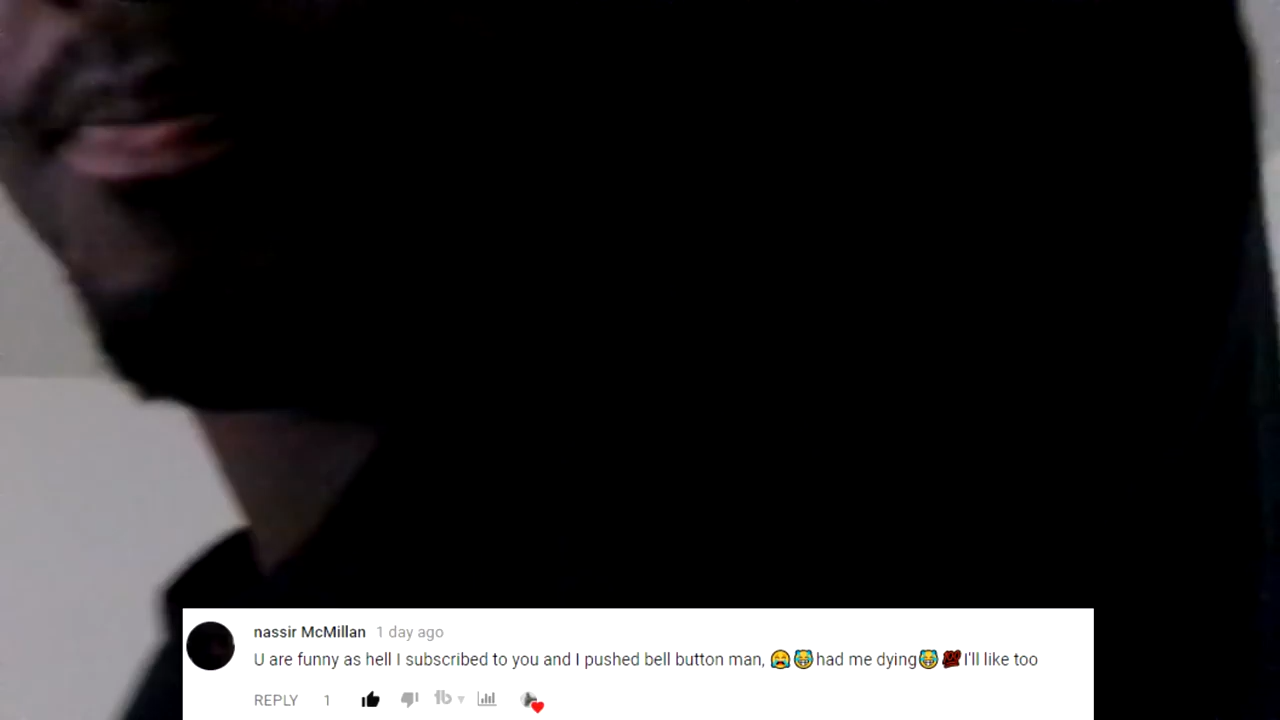 nassir McMillan 1 day ago
U are funny as hell I subscribed to you and I pushed bell button man, 😭😹had me dying😹💯I'll like too
REPLY 1 tb